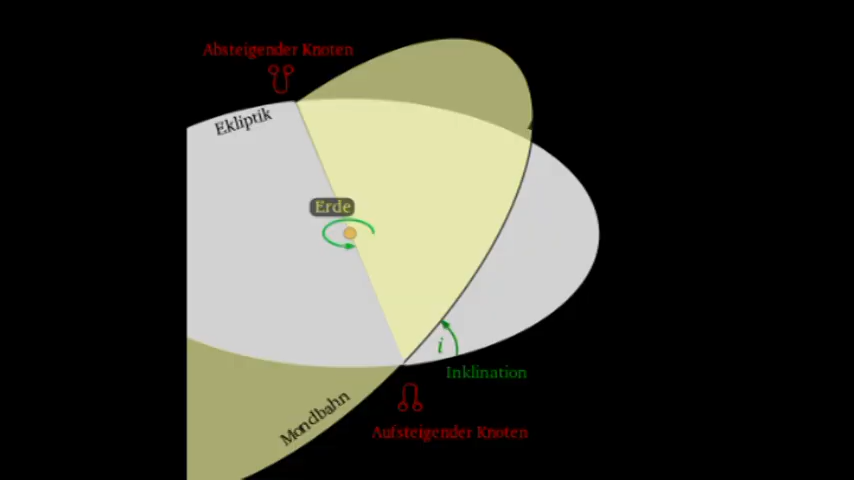 Absteigender Knoten
☋
Ekliptik
Erde
i
Inklination
☊
Mondbahn
Aufsteigender Knoten